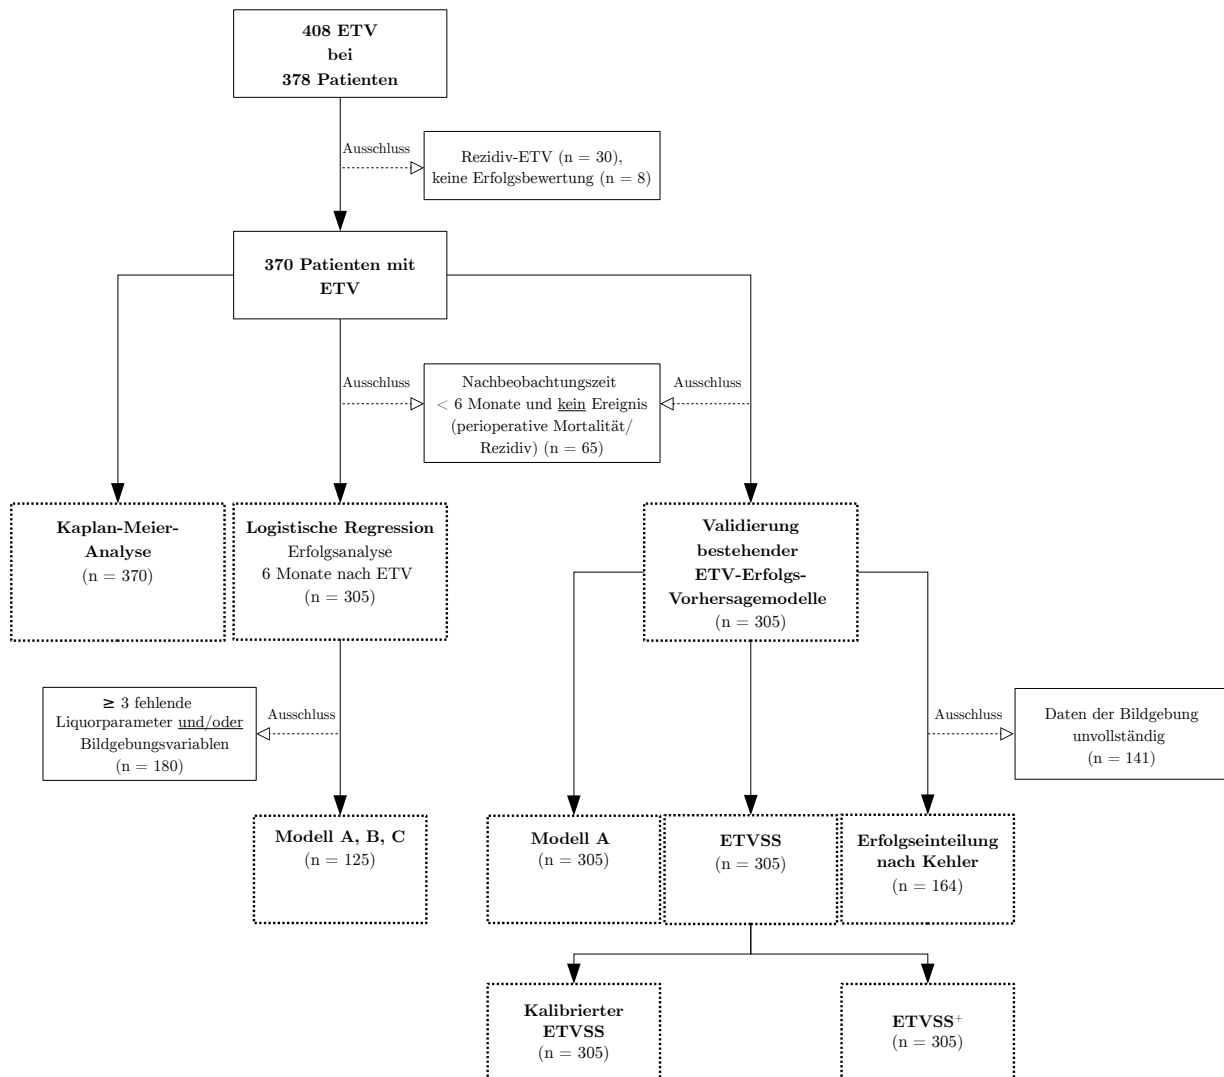 408 ETV
bei
378 Patienten
Ausschluss
Rezidiv-ETV (n = 30),
keine Erfolgsbewertung (n = 8)
370 Patienten mit
ETV
Ausschluss
Nachbeobachtungszeit
< 6 Monate und kein Ereignis
(perioperative Mortalität/
Rezidiv) (n = 65)
Ausschluss
Kaplan-Meier-
Analyse
(n = 370)
Logistische Regression
Erfolgsanalyse
6 Monate nach ETV
(n = 305)
Validierung
bestehender
ETV-Erfolgs-
Vorhersagemodelle
(n = 305)
≥ 3 fehlende
Liquorparameter und/oder
Bildgebungsvariablen
(n = 180)
Ausschluss
Ausschluss
Daten der Bildgebung
unvollständig
(n = 141)
Modell A, B, C
(n = 125)
Modell A
(n = 305)
ETVSS
(n = 305)
Erfolgseinteilung
nach Kehler
(n = 164)
Kalibrierter
ETVSS
(n = 305)
ETVSS⁺
(n = 305)